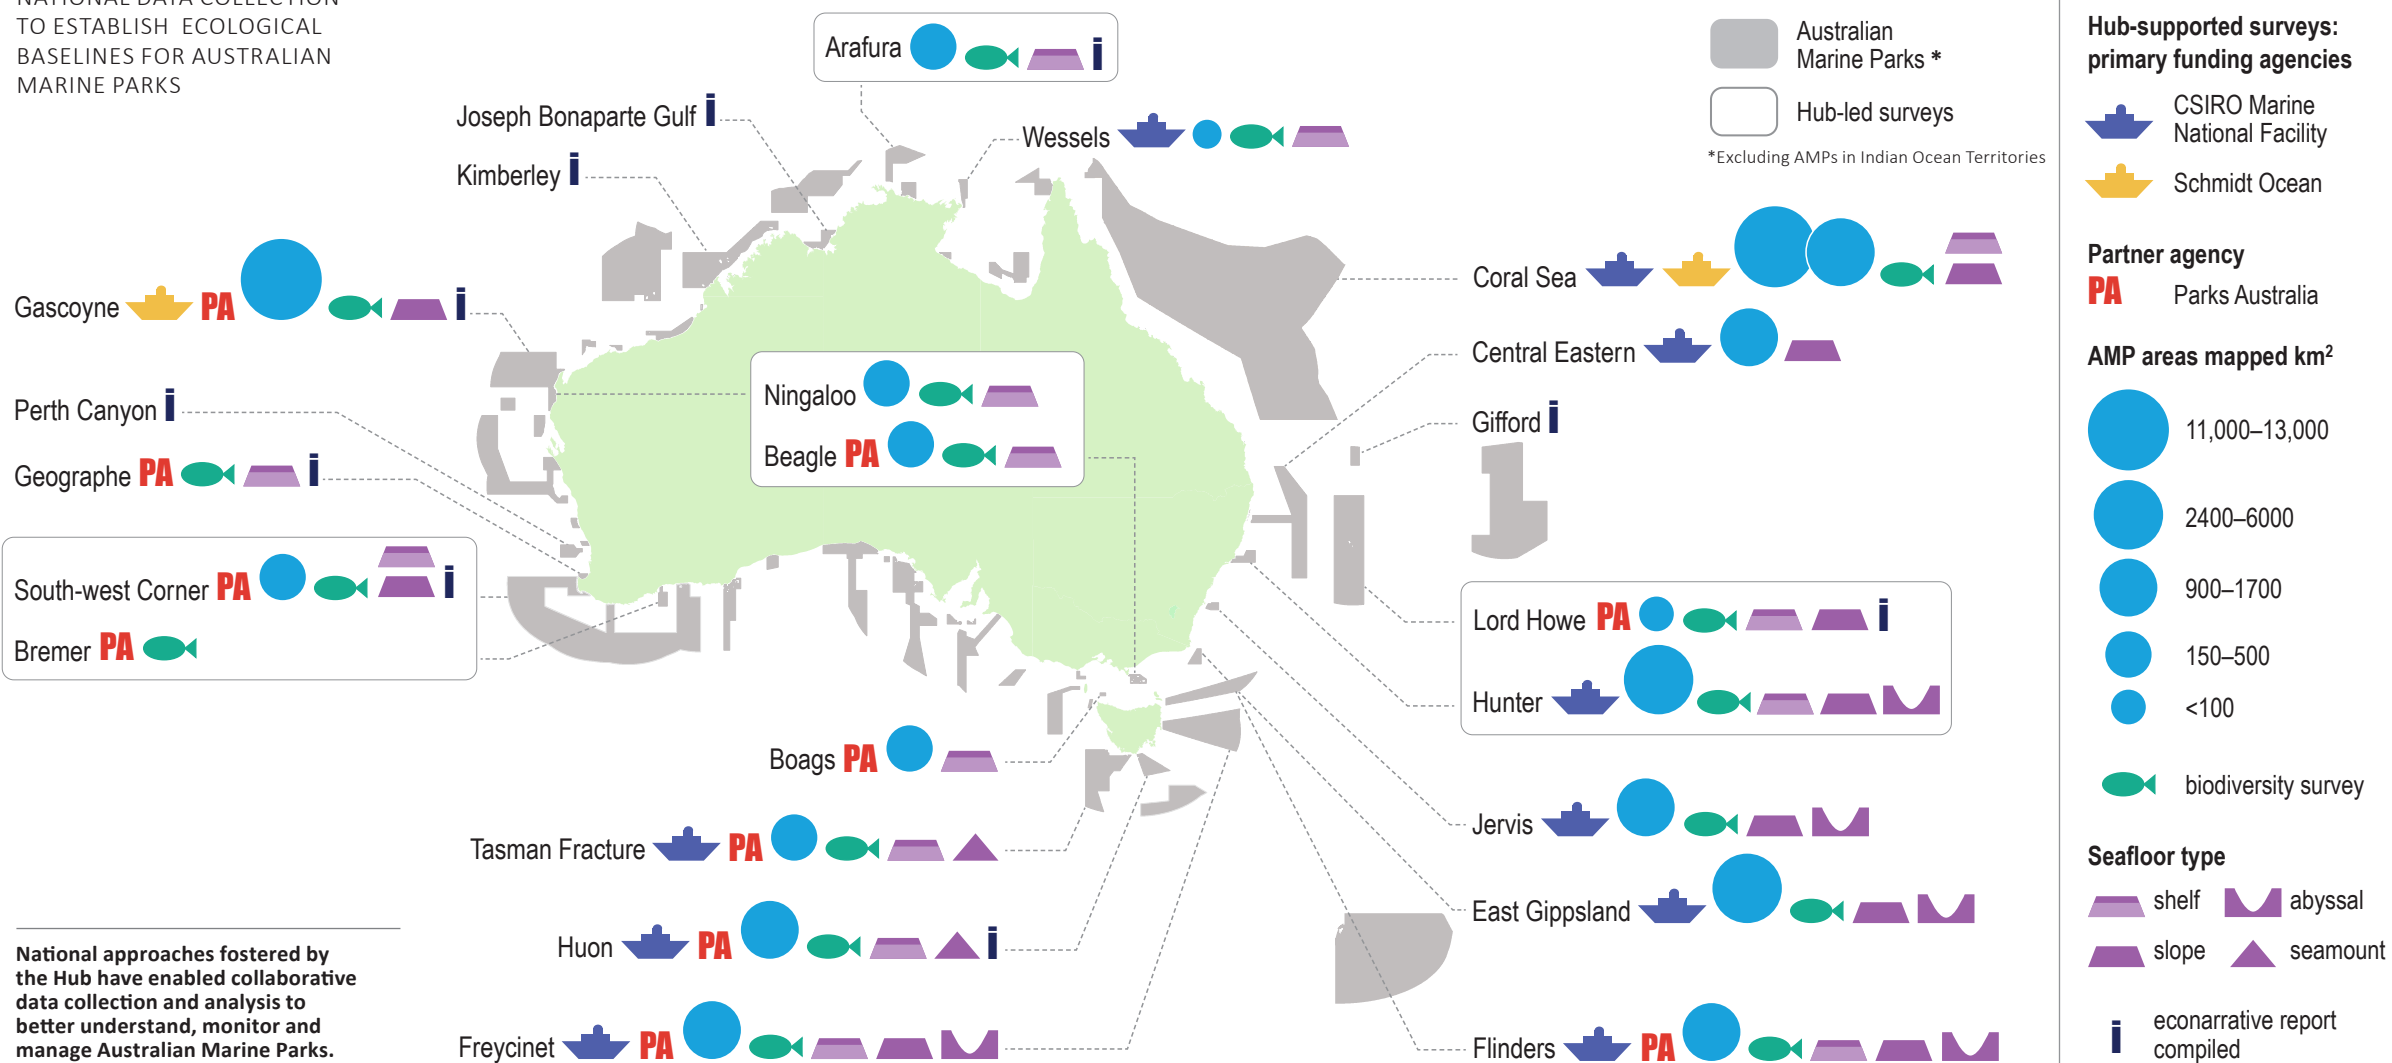 NATIONAL DATA COLLECTION
TO ESTABLISH ECOLOGICAL
BASELINES FOR AUSTRALIAN
MARINE PARKS
Arafura i
Joseph Bonaparte Gulf i
Kimberley i
Wessels
Gascoyne PA i
Perth Canyon i
Geographe PA i
South-west Corner PA i
Bremer PA
Ningaloo
Beagle PA
Boags PA
Tasman Fracture PA
Huon PA i
Freycinet PA
Coral Sea
Central Eastern
Gifford i
Lord Howe PA i
Hunter
Jervis
East Gippsland
Flinders PA
National approaches fostered by
the Hub have enabled collaborative
data collection and analysis to
better understand, monitor and
manage Australian Marine Parks.
Australian
Marine Parks *
Hub-led surveys
*Excluding AMPs in Indian Ocean Territories
Hub-supported surveys:
primary funding agencies
CSIRO Marine
National Facility
Schmidt Ocean
Partner agency
PA Parks Australia
AMP areas mapped km²
11,000–13,000
2400–6000
900–1700
150–500
<100
biodiversity survey
Seafloor type
shelf abyssal
slope seamount
i econarrative report
compiled